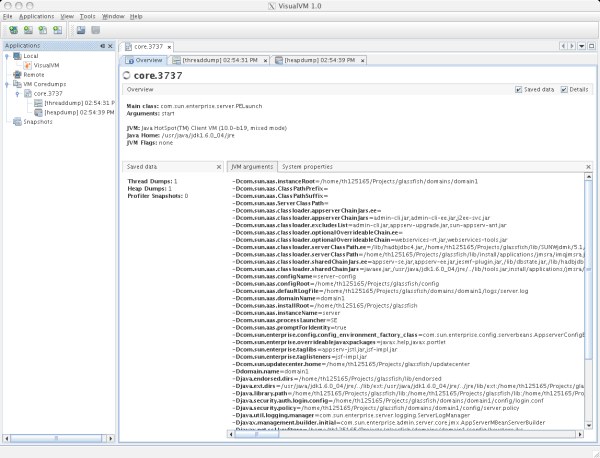 VisualVM 1.0
File Applications View Tools Window Help
Applications
Local
VisualVM
Remote
VM Coredumps
core.3737
[threaddump] 02:54:31 P
[heapdump] 02:54:39 PM
Snapshots
core.3737
Overview [threaddump] 02:54:31 PM [heapdump] 02:54:39 PM
core.3737
Overview Saved data Details
Main class: com.sun.enterprise.server.PELaunch
Arguments: start
JVM: Java HotSpot(TM) Client VM (10.0-b19, mixed mode)
Java Home: /usr/java/jdk1.6.0_04/jre
JVM Flags: none
Saved data
Thread Dumps: 1
Heap Dumps: 1
Profiler Snapshots: 0
JVM arguments System properties
-Dcom.sun.aas.instanceRoot=/home/th125165/Projects/glassfish/domains/domain1
-Dcom.sun.aas.ClassPathPrefix=
-Dcom.sun.aas.ClassPathSuffix=
-Dcom.sun.aas.ServerClassPath=
-Dcom.sun.aas.classloader.appserverChainJars.ee=
-Dcom.sun.aas.classloader.appserverChainJars=admin-cli.jar,admin-cli-ee.jar,j2ee-svc.jar
-Dcom.sun.aas.classloader.excludesList=admin-cli.jar,appserv-upgrade.jar,sun-appserv-ant.jar
-Dcom.sun.aas.classloader.optionalOverrideableChain.ee=
-Dcom.sun.aas.classloader.optionalOverrideableChain=webservices-rt.jar,webservices-tools.jar
-Dcom.sun.aas.classloader.serverClassPath.ee=/lib/hadbjdbc4.jar,/home/th125165/Projects/glassfish/lib/SUNWjdmk/5.1
-Dcom.sun.aas.classloader.serverClassPath=/home/th125165/Projects/glassfish/lib/install/applications/jmsra/imqjmsra.j
-Dcom.sun.aas.classloader.sharedChainJars.ee=appserv-se.jar,appserv-ee.jar,jesmf-plugin.jar,/lib/dbstate.jar,/lib/hadbjdb
-Dcom.sun.aas.classloader.sharedChainJars=javaee.jar,/usr/java/jdk1.6.0_04/jre/../lib/tools.jar,install/applications/jmsra/
-Dcom.sun.aas.configName=server-config
-Dcom.sun.aas.configRoot=/home/th125165/Projects/glassfish/config
-Dcom.sun.aas.defaultLogFile=/home/th125165/Projects/glassfish/domains/domain1/logs/server.log
-Dcom.sun.aas.domainName=domain1
-Dcom.sun.aas.installRoot=/home/th125165/Projects/glassfish
-Dcom.sun.aas.instanceName=server
-Dcom.sun.aas.processLauncher=SE
-Dcom.sun.aas.promptForIdentity=true
-Dcom.sun.enterprise.config.config_environment_factory_class=com.sun.enterprise.config.serverbeans.AppserverConfigE
-Dcom.sun.enterprise.overrideablejavaxpackages=javax.help,javax.portlet
-Dcom.sun.enterprise.taglibs=appserv-jstl.jar,jsf-impl.jar
-Dcom.sun.enterprise.taglisteners=jsf-impl.jar
-Dcom.sun.updatecenter.home=/home/th125165/Projects/glassfish/updatecenter
-Ddomain.name=domain1
-Djava.endorsed.dirs=/home/th125165/Projects/glassfish/lib/endorsed
-Djava.ext.dirs=/usr/java/jdk1.6.0_04/jre/../lib/ext:/usr/java/jdk1.6.0_04/jre/../jre/lib/ext:/home/th125165/Projects/gla
-Djava.library.path=/home/th125165/Projects/glassfish/lib:/home/th125165/Projects/glassfish/lib:/home/th125165/Proje
-Djava.security.auth.login.config=/home/th125165/Projects/glassfish/domains/domain1/config/login.conf
-Djava.security.policy=/home/th125165/Projects/glassfish/domains/domain1/config/server.policy
-Djava.util.logging.manager=com.sun.enterprise.server.logging.ServerLogManager
-Djavax.management.builder.initial=com.sun.enterprise.admin.server.core.jmx.AppServerMBeanServerBuilder